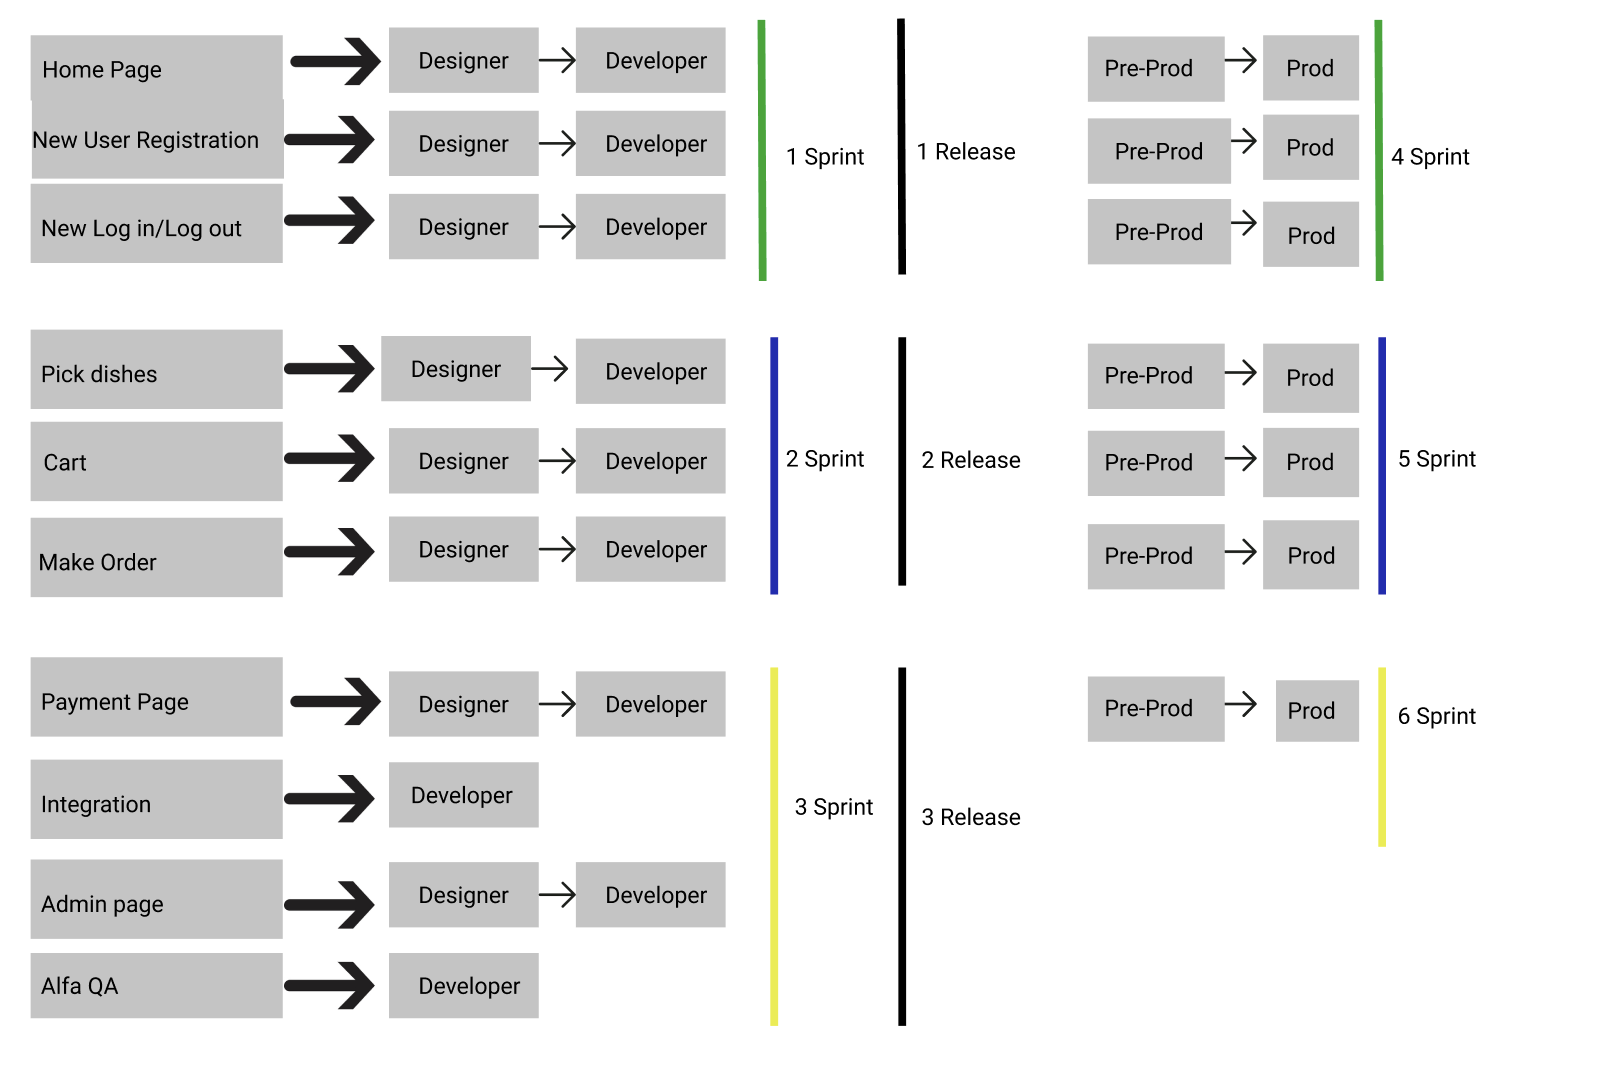 Home Page
Designer
Developer
Pre-Prod
Prod
New User Registration
Designer
Developer
1 Sprint
1 Release
Pre-Prod
Prod
4 Sprint
New Log in/Log out
Designer
Developer
Pre-Prod
Prod
Pick dishes
Designer
Developer
Pre-Prod
Prod
Cart
Designer
Developer
2 Sprint
2 Release
Pre-Prod
Prod
5 Sprint
Make Order
Designer
Developer
Pre-Prod
Prod
Payment Page
Designer
Developer
Pre-Prod
Prod
6 Sprint
Integration
Developer
3 Sprint
3 Release
Admin page
Designer
Developer
Alfa QA
Developer